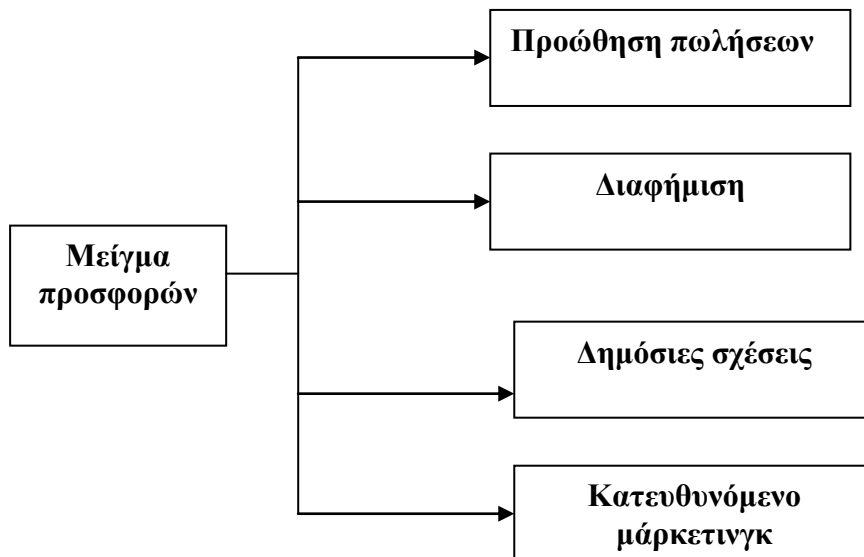 Προώθηση πωλήσεων
Διαφήμιση
Μείγμα
προσφορών
Δημόσιες σχέσεις
Κατευθυνόμενο
μάρκετινγκ